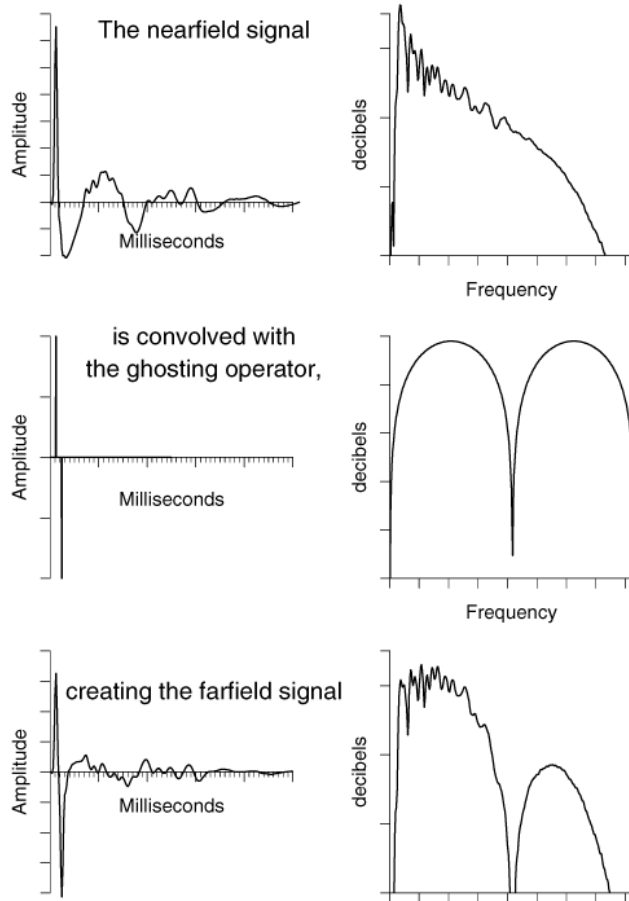 The nearfield signal
Amplitude
Milliseconds
decibels
Frequency
is convolved with
the ghosting operator,
Amplitude
Milliseconds
decibels
Frequency
creating the farfield signal
Amplitude
Milliseconds
decibels